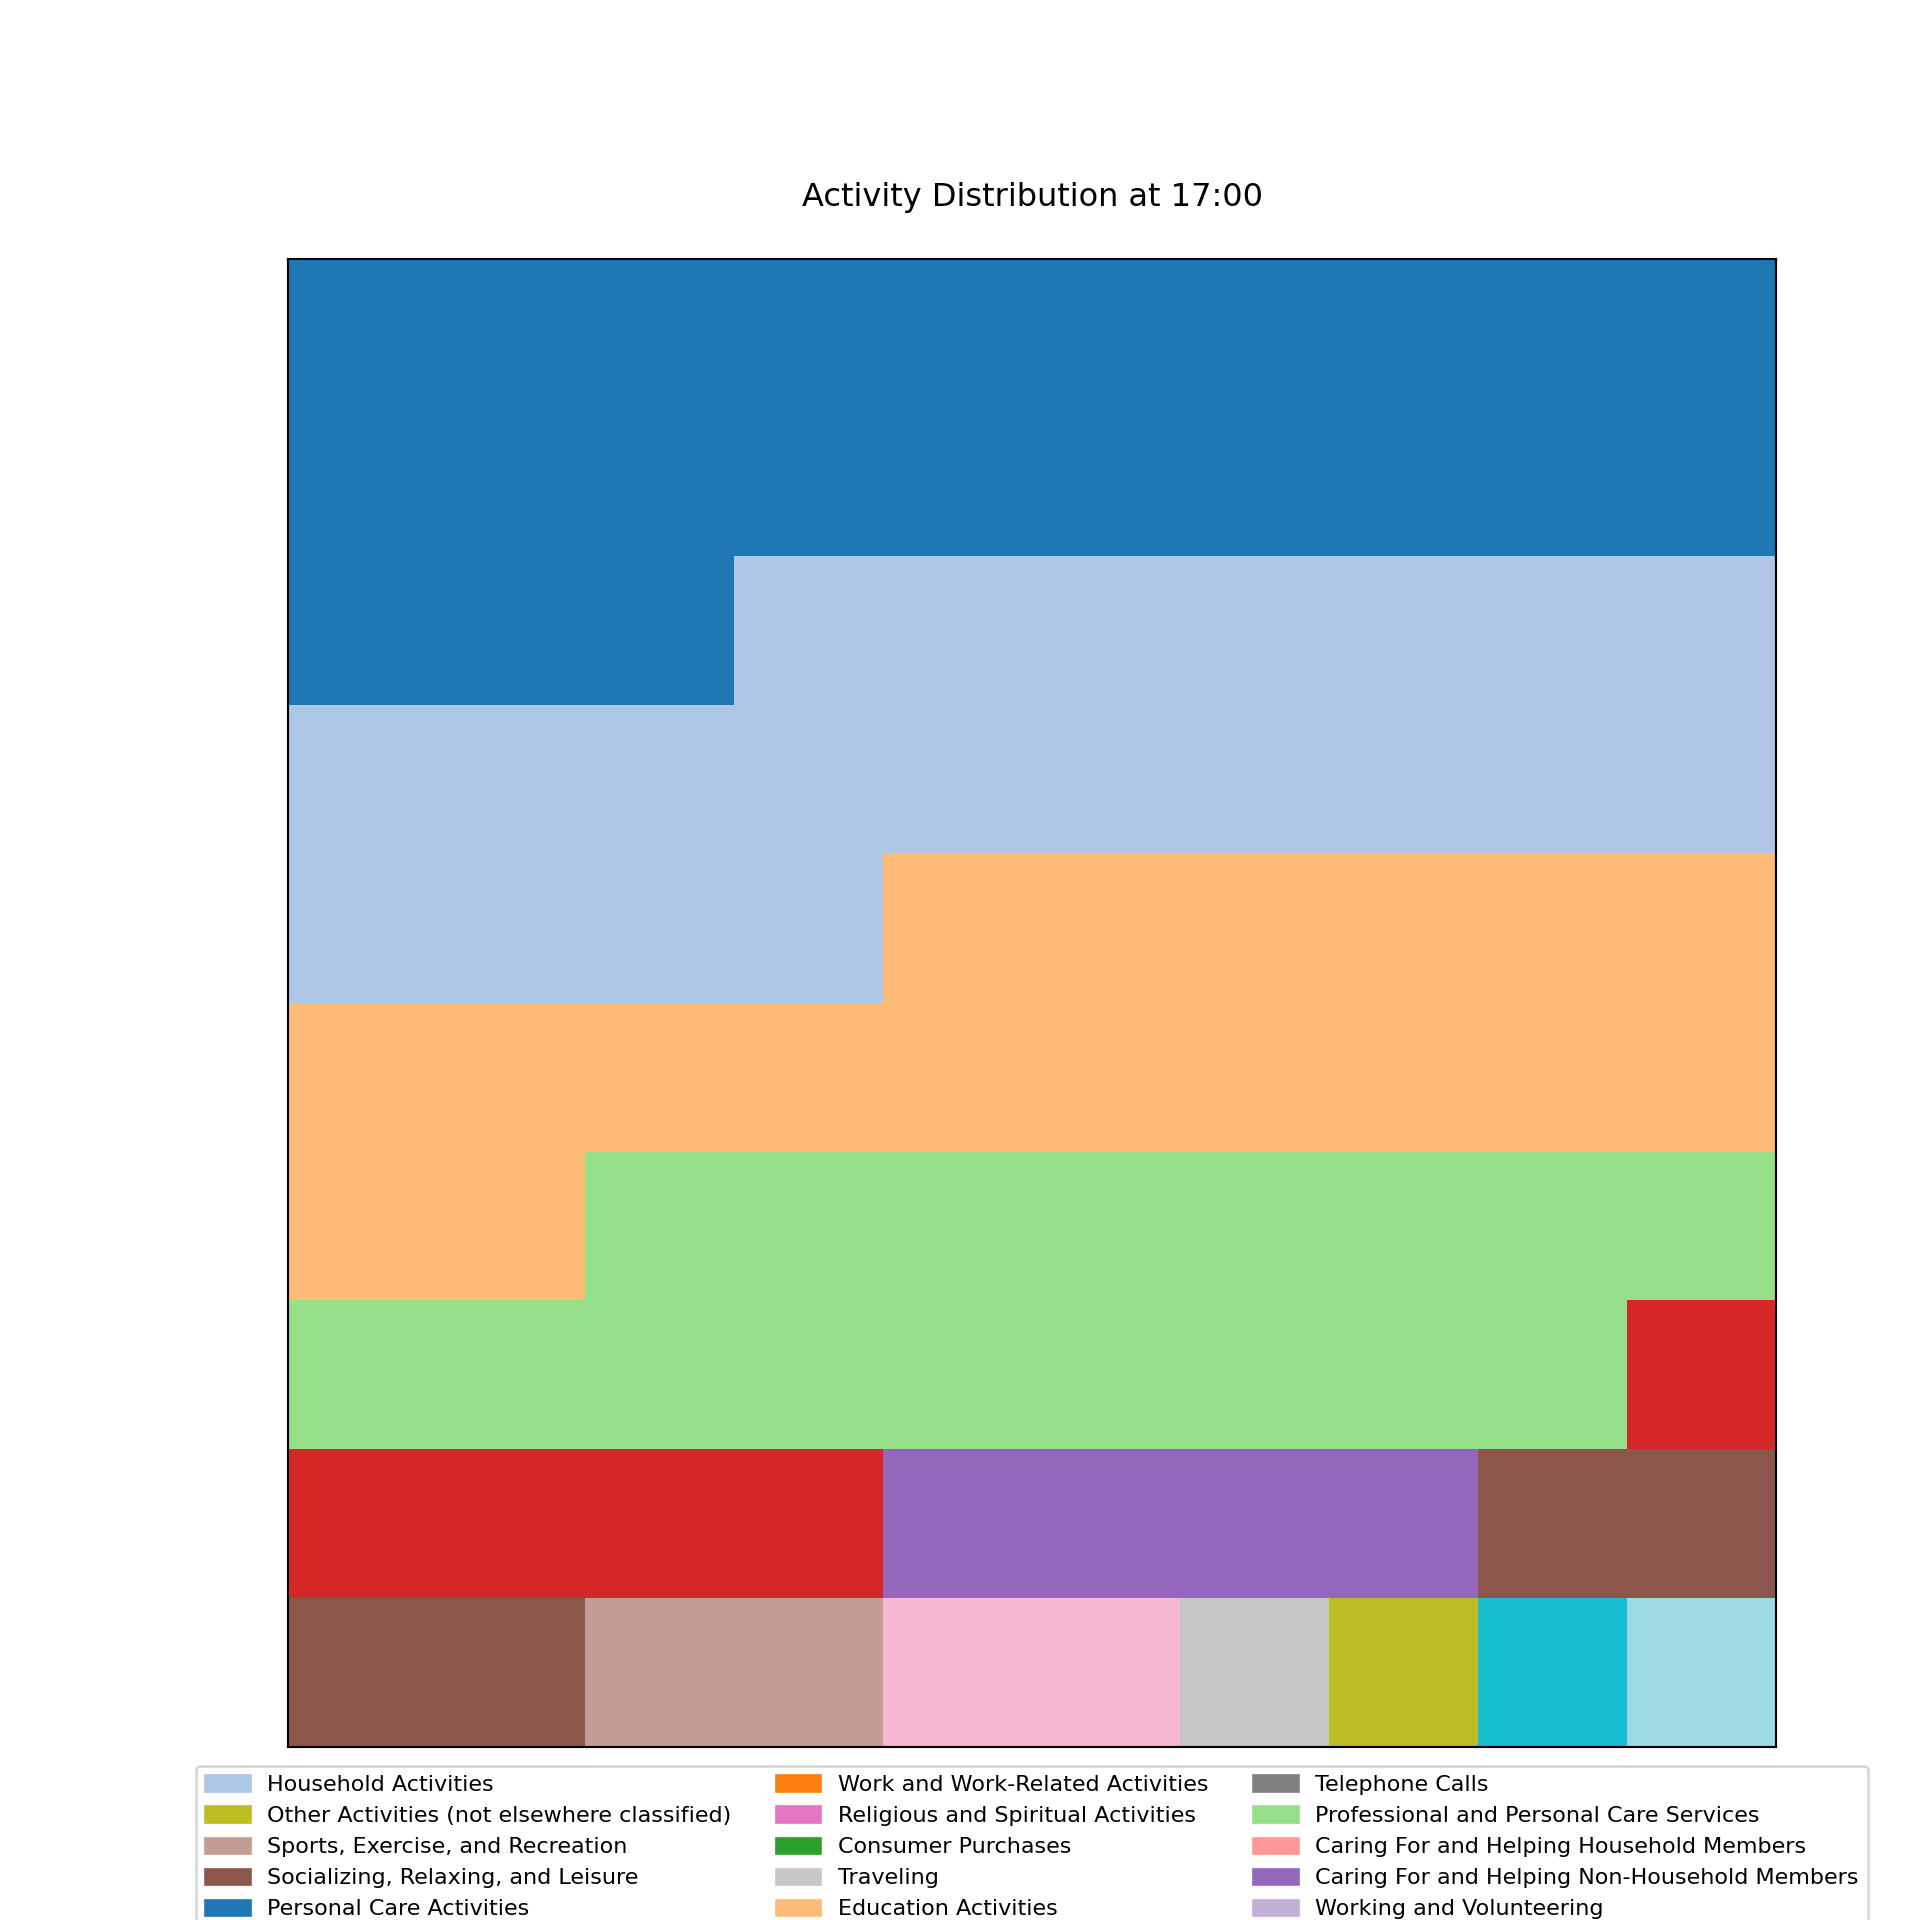 Activity Distribution at 17:00
Household Activities
Other Activities (not elsewhere classified)
Sports, Exercise, and Recreation
Socializing, Relaxing, and Leisure
Personal Care Activities
Work and Work-Related Activities
Religious and Spiritual Activities
Consumer Purchases
Traveling
Education Activities
Telephone Calls
Professional and Personal Care Services
Caring For and Helping Household Members
Caring For and Helping Non-Household Members
Working and Volunteering